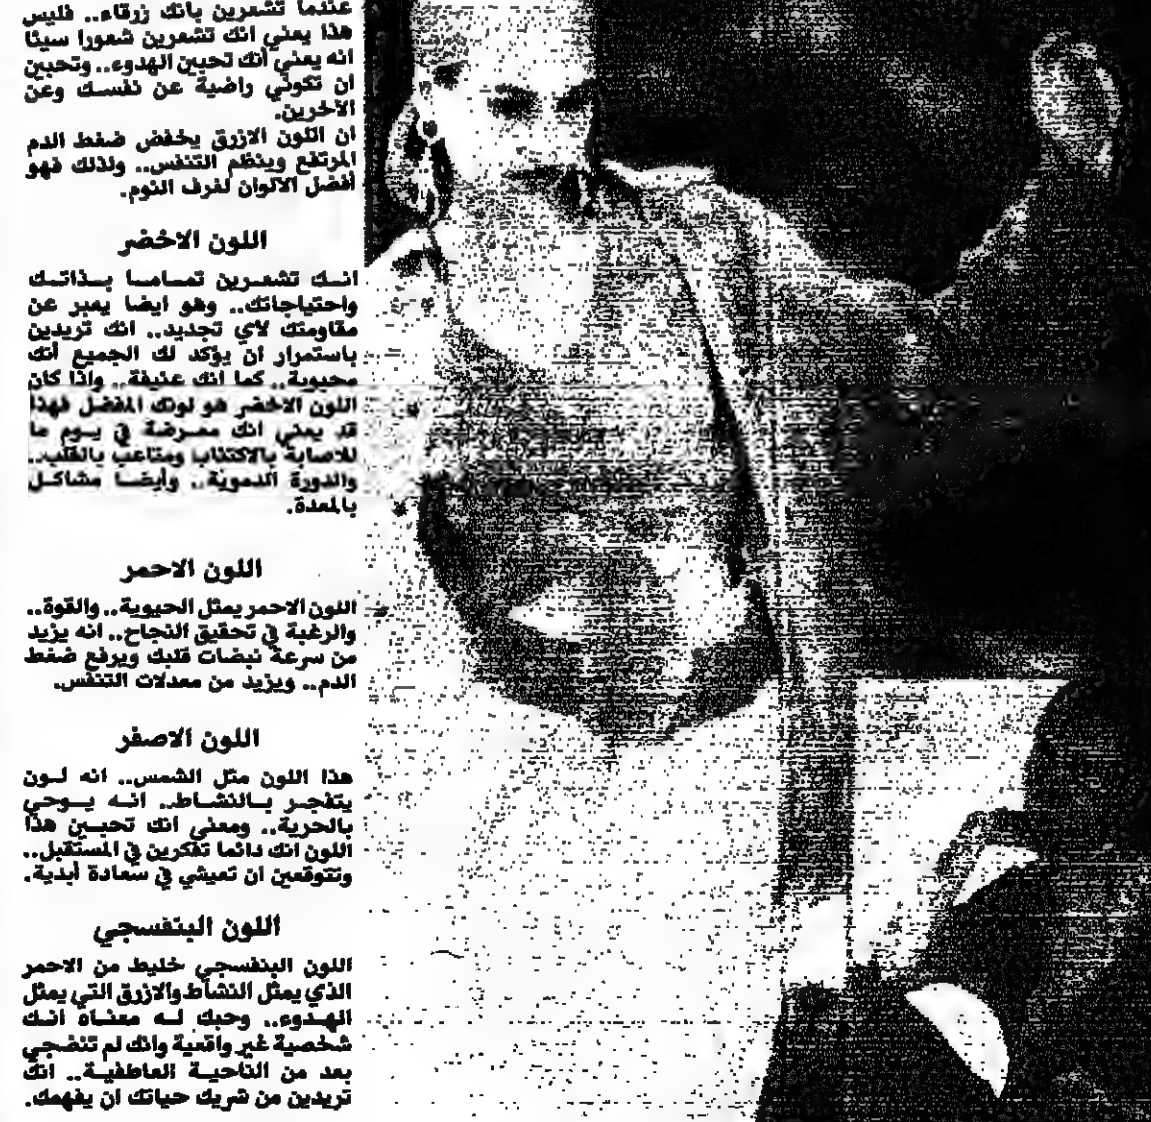 عندما تشعرين بانك زرقاء.. فليس
هذا يعني انك تشعرين شعورا سيئا
انه يعني أنك تحبين الهدوء.. وتحبين
ان تكوني راضية عن نفسك وعن
الآخرين.
ان اللون الازرق يخفض ضغط الدم
المرتفع وينظم التنفس.. ولذلك فهو
أفضل الالوان لغرف النوم.
اللون الاخضر
انك تشعرين تماما بذاتك
واحتياجاتك.. وهو ايضا يعبر عن
مقاومتك لاي تجديد.. انك تريدين
باستمرار ان يؤكد لك الجميع أنك
محبوبة.. كما انك عنيفة.. واذا كان
اللون الاخضر هو لونك المفضل فهذا
قد يعني انك معرضة في يوم ما
للاصابة بالاكتئاب ومتاعب بالقلب..
والدورة الدموية.. وأيضا مشاكل
بالمعدة.
اللون الاحمر
اللون الاحمر يمثل الحيوية.. والقوة..
والرغبة في تحقيق النجاح.. انه يزيد
من سرعة نبضات قلبك ويرفع ضغط
الدم.. ويزيد من معدلات التنفس.
اللون الاصفر
هذا اللون مثل الشمس.. انه لون
يتفجر بالنشاط.. انه يوحي
بالحرية.. ومعني انك تحبين هذا
اللون انك دائما تفكرين في المستقبل..
وتتوقعين ان تعيشي في سعادة أبدية.
اللون البنفسجي
اللون البنفسجي خليط من الاحمر
الذي يمثل النشاط والازرق التي يمثل
الهدوء.. وحبك له معناه انك
شخصية غير واقعية وانك لم تنضجي
بعد من الناحية العاطفية.. انك
تريدين من شريك حياتك ان يفهمك.